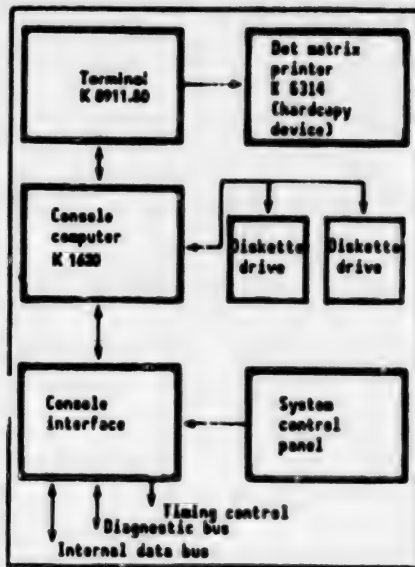 Terminal
K 8911.80
Dot matrix
printer
K 6314
(hardcopy
device)
Console
computer
K 1620
Diskette
drive
Diskette
drive
Console
interface
System
control
panel
Timing control
Diagnostic bus
Internal data bus